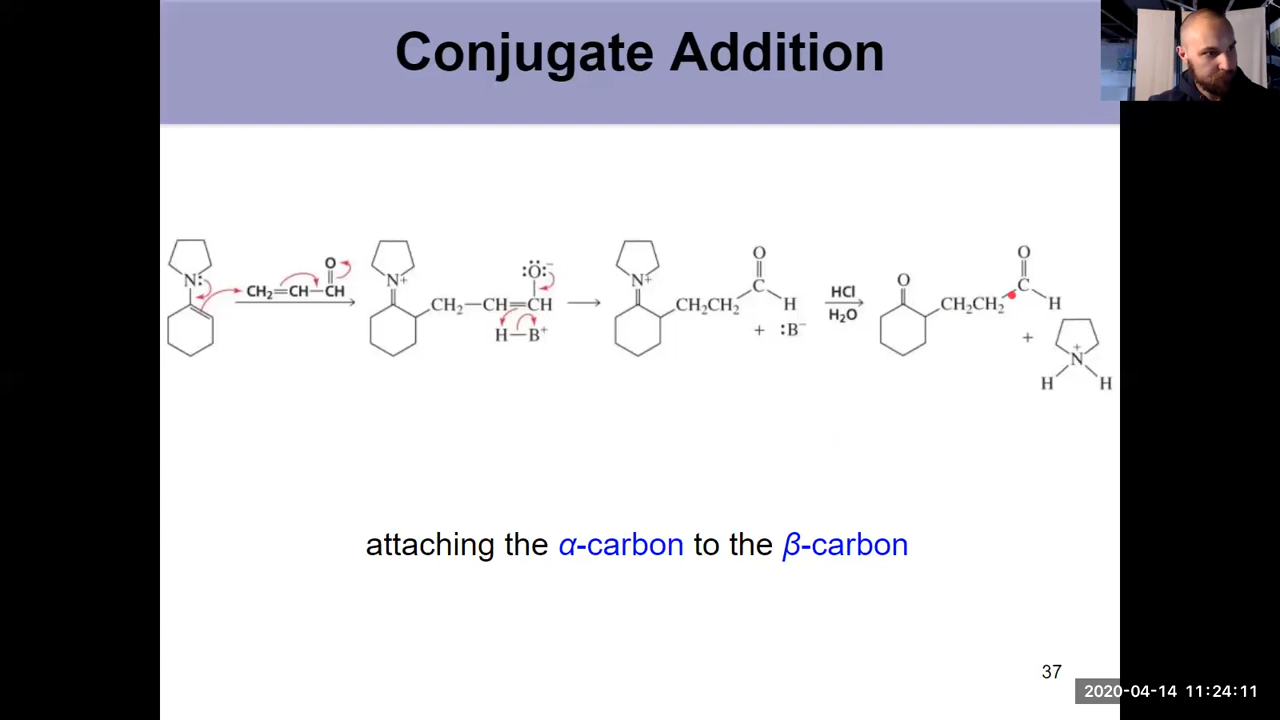 Conjugate Addition
N:
CH2=CH—CH
O
N+
CH2—CH=CH
:Ö:−
H—B+
N+
CH2CH2
C
O
H
+ :B−
HCl
H2O
O
CH2CH2
C
O
H
+
N
+
H H
attaching the α-carbon to the β-carbon
37
2020-04-14 11:24:11